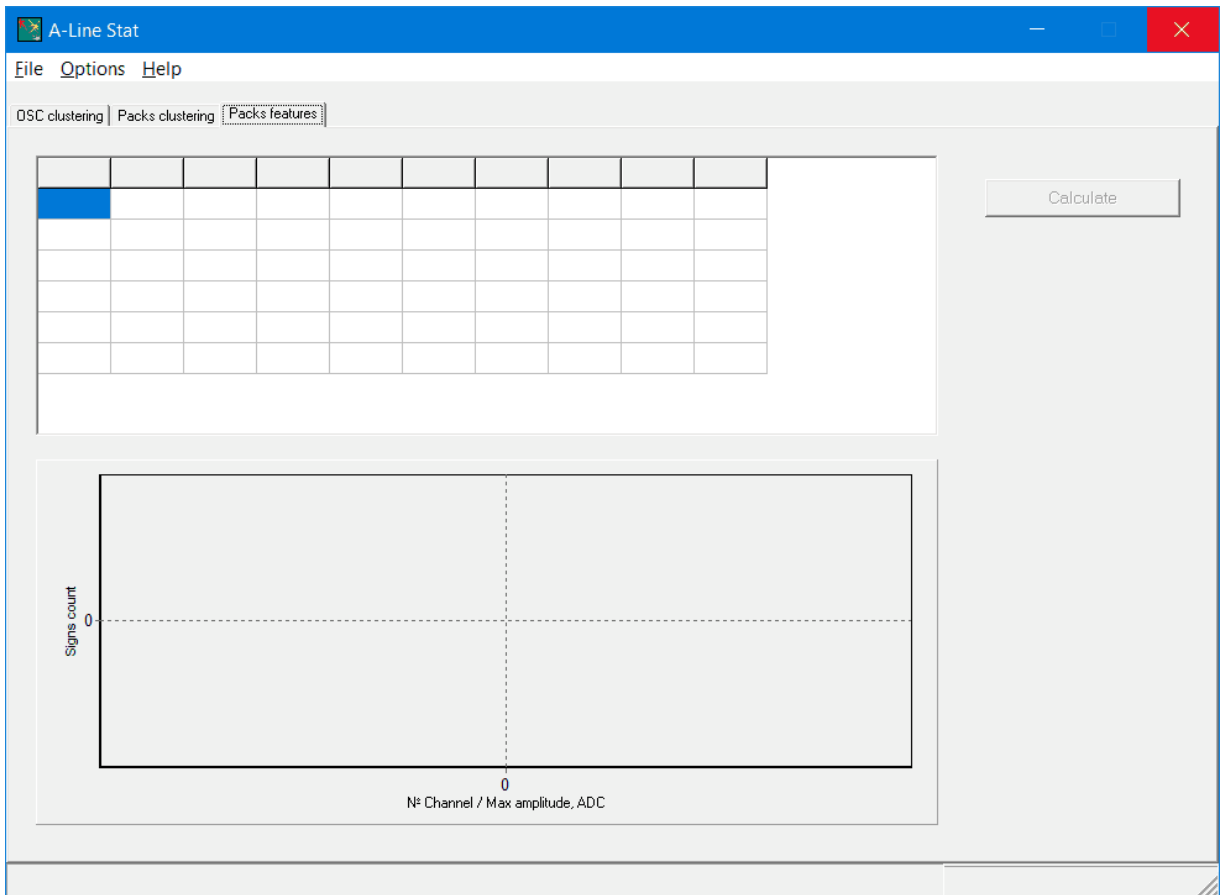 A-Line Stat
File Options Help
OSC clustering Packs clustering Packs features
Calculate
Signs count
0
0
Nº Channel / Max amplitude, ADC